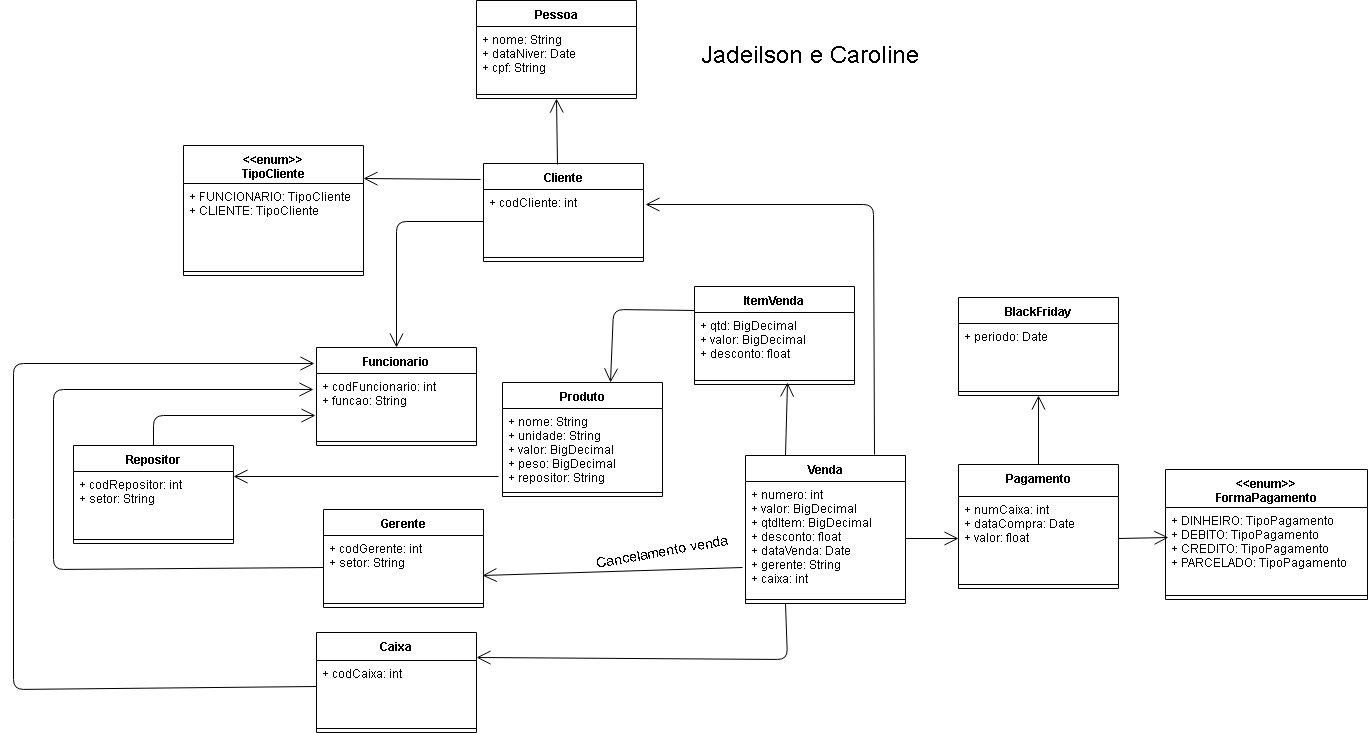 Pessoa
+ nome: String
+ dataNiver: Date
+ cpf: String
Jadeilson e Caroline
<<enum>>
TipoCliente
+ FUNCIONARIO: TipoCliente
+ CLIENTE: TipoCliente
Cliente
+ codCliente: int
ItemVenda
+ qtd: BigDecimal
+ valor: BigDecimal
+ desconto: float
BlackFriday
+ periodo: Date
Funcionario
+ codFuncionario: int
+ funcao: String
Produto
+ nome: String
+ unidade: String
+ valor: BigDecimal
+ peso: BigDecimal
+ repositor: String
Repositor
+ codRepositor: int
+ setor: String
Venda
+ numero: int
+ valor: BigDecimal
+ qtdItem: BigDecimal
+ desconto: float
+ dataVenda: Date
+ gerente: String
+ caixa: int
Pagamento
+ numCaixa: int
+ dataCompra: Date
+ valor: float
<<enum>>
FormaPagamento
+ DINHEIRO: TipoPagamento
+ DEBITO: TipoPagamento
+ CREDITO: TipoPagamento
+ PARCELADO: TipoPagamento
Gerente
+ codGerente: int
+ setor: String
Cancelamento venda
Caixa
+ codCaixa: int